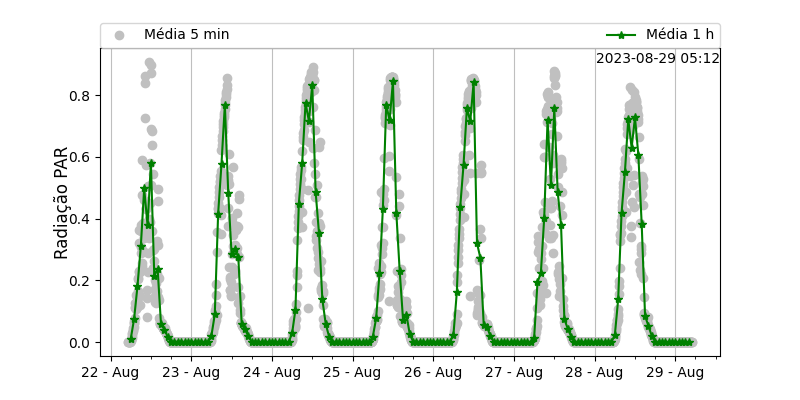 Média 5 min
Média 1 h
2023-08-29 05:12
Radiação PAR
0.8
0.6
0.4
0.2
0.0
22 - Aug
23 - Aug
24 - Aug
25 - Aug
26 - Aug
27 - Aug
28 - Aug
29 - Aug